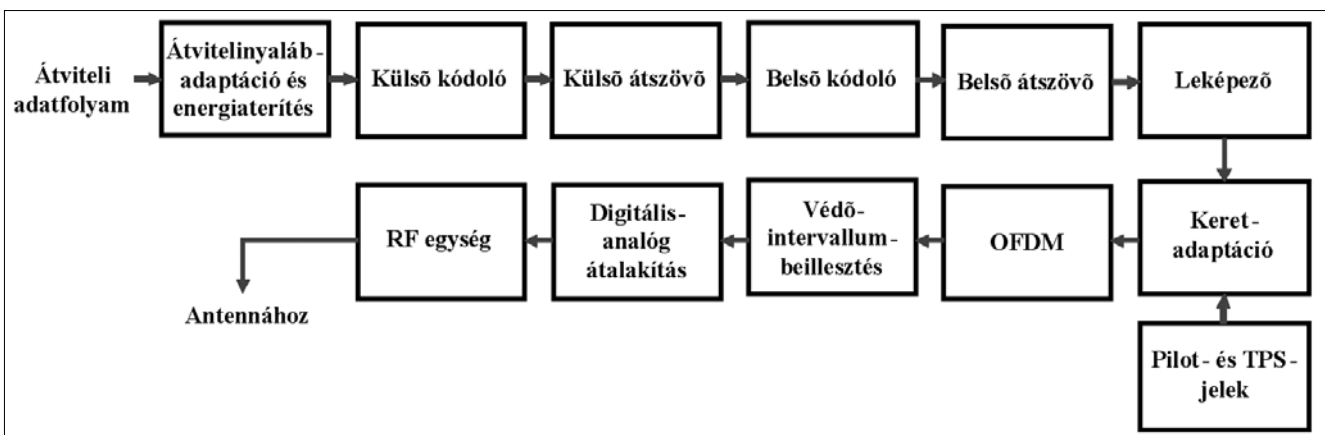 Átviteli
adatfolyam
Átvitelinyaláb-
adaptáció és
energiaterítés
Külsõ kódoló
Külsõ átszövõ
Belsõ kódoló
Belsõ átszövõ
Leképezõ
RF egység
Digitális-
analóg
átalakítás
Védõ-
intervallum-
beillesztés
OFDM
Keret-
adaptáció
Antennához
Pilot- és TPS-
jelek